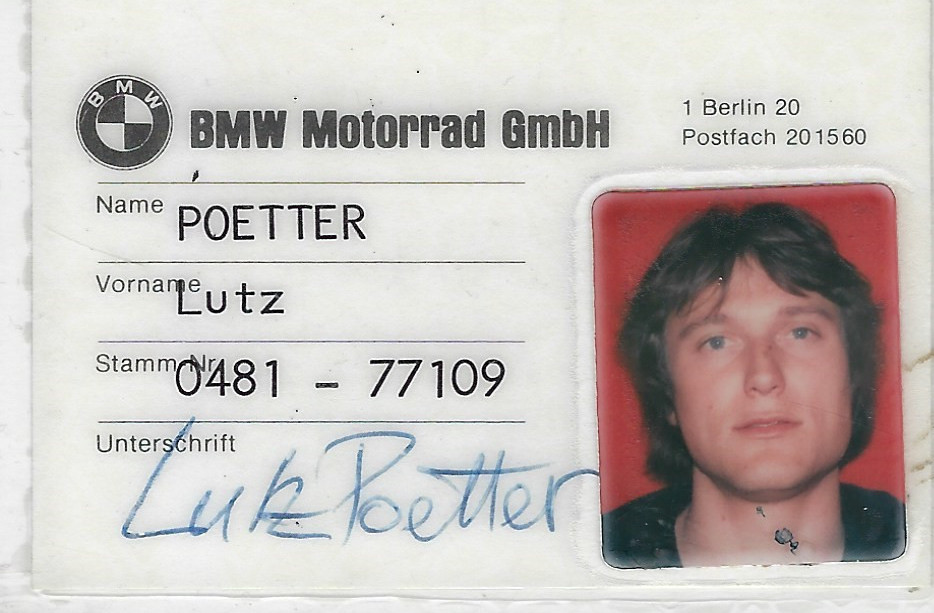 BMW
BMW Motorrad GmbH
1 Berlin 20
Postfach 201560
Name POETTER
Vorname Lutz
Stamm-Nr. 0481 - 77109
Unterschrift
Lutz Poetter